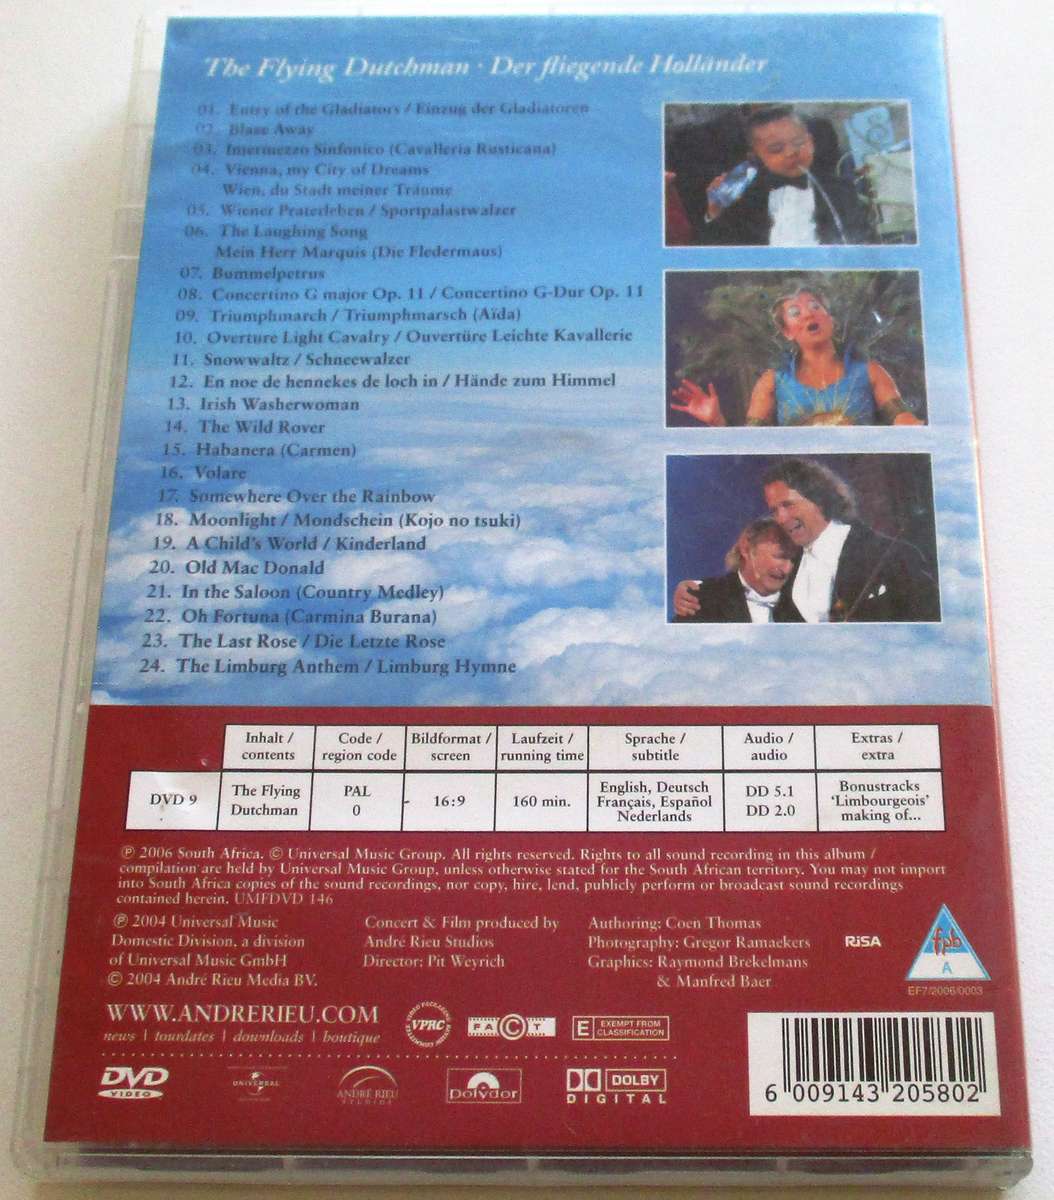 The Flying Dutchman · Der fliegende Holländer
01. Entry of the Gladiators / Einzug der Gladiatoren
02. Blaze Away
03. Intermezzo Sinfonico (Cavalleria Rusticana)
04. Vienna, my City of Dreams
Wien, du Stadt meiner Träume
05. Wiener Praterleben / Sportpalastwalzer
06. The Laughing Song
Mein Herr Marquis (Die Fledermaus)
07. Bummelpetrus
08. Concertino G major Op. 11 / Concertino G-Dur Op. 11
09. Triumphmarch / Triumphmarsch (Aïda)
10. Overture Light Cavalry / Ouvertüre Leichte Kavallerie
11. Snowwaltz / Schneewalzer
12. En noe de hennekes de loch in / Hände zum Himmel
13. Irish Washerwoman
14. The Wild Rover
15. Habanera (Carmen)
16. Volare
17. Somewhere Over the Rainbow
18. Moonlight / Mondschein (Kojo no tsuki)
19. A Child's World / Kinderland
20. Old Mac Donald
21. In the Saloon (Country Medley)
22. Oh Fortuna (Carmina Burana)
23. The Last Rose / Die Letzte Rose
24. The Limburg Anthem / Limburg Hymne
Inhalt / Code / Bildformat / Laufzeit / Sprache / Audio / Extras /
contents region code screen running time subtitle audio extra
DVD 9
The Flying
Dutchman
PAL
0
16:9
160 min.
English, Deutsch
Français, Español
Nederlands
DD 5.1
DD 2.0
Bonustracks
'Limbourgeois'
making of...
℗ 2006 South Africa. © Universal Music Group. All rights reserved. Rights to all sound recording in this album /
compilation are held by Universal Music Group, unless otherwise stated for the South African territory. You may not import
into South Africa copies of the sound recordings, nor copy, hire, lend, publicly perform or broadcast sound recordings
contained herein. UMFDVD 146
℗ 2004 Universal Music
Domestic Division, a division
of Universal Music GmbH
© 2004 André Rieu Media BV.
Concert & Film produced by
André Rieu Studios
Director: Pit Weyrich
Authoring: Coen Thomas
Photography: Gregor Ramaekers
Graphics: Raymond Brekelmans
& Manfred Baer
RiSA
fpb
A
EF7/2006/0003
WWW.ANDRERIEU.COM
news | tourdates | downloads | boutique
VPRC
FACT
E EXEMPT FROM
CLASSIFICATION
DVD
VIDEO
UNIVERSAL
ANDRÉ RIEU
STUDIOS
Polydor
DOLBY
DIGITAL
6 009143 205802